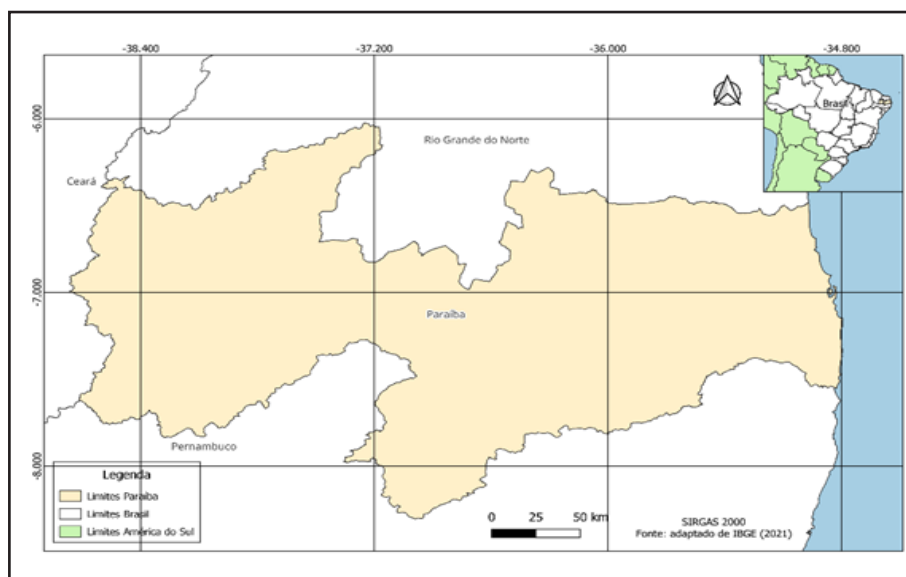 -38.400
-37.200
-36.000
-34.800
-6.000
-7.000
-8.000
Brasil
Rio Grande do Norte
Ceará
Paraíba
Pernambuco
Legenda
Limites Paraíba
Limites Brasil
Limites América do Sul
0 25 50 km
SIRGAS 2000
Fonte: adaptado de IBGE (2021)